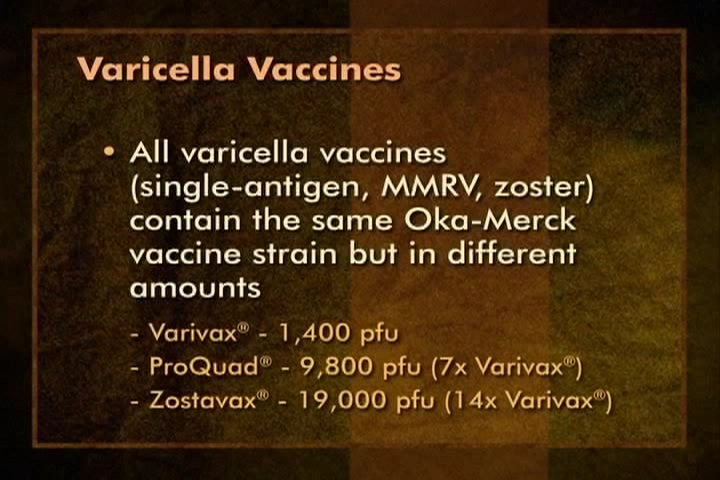 Varicella Vaccines
• All varicella vaccines
(single-antigen, MMRV, zoster)
contain the same Oka-Merck
vaccine strain but in different
amounts
- Varivax® - 1,400 pfu
- ProQuad® - 9,800 pfu (7x Varivax®)
- Zostavax® - 19,000 pfu (14x Varivax®)